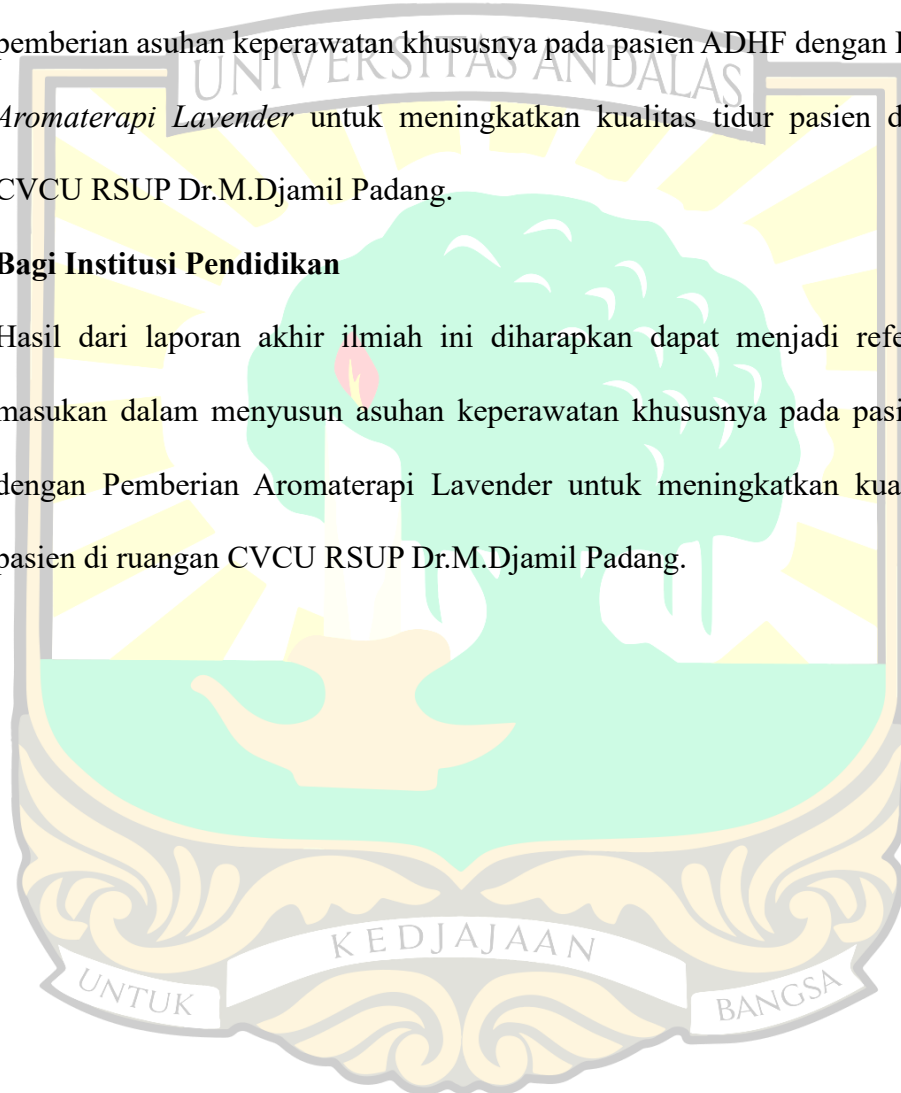 pemberian asuhan keperawatan khususnya pada pasien ADHF dengan
UNIVERSITAS ANDALAS
Aromaterapi Lavender untuk meningkatkan kualitas tidur pasien
CVCU RSUP Dr.M.Djamil Padang.
Bagi Institusi Pendidikan
Hasil dari laporan akhir ilmiah ini diharapkan dapat menjadi
masukan dalam menyusun asuhan keperawatan khususnya pada
dengan Pemberian Aromaterapi Lavender untuk meningkatkan
pasien di ruangan CVCU RSUP Dr.M.Djamil Padang.
UNTUK KEDJAJAAN BANGSA